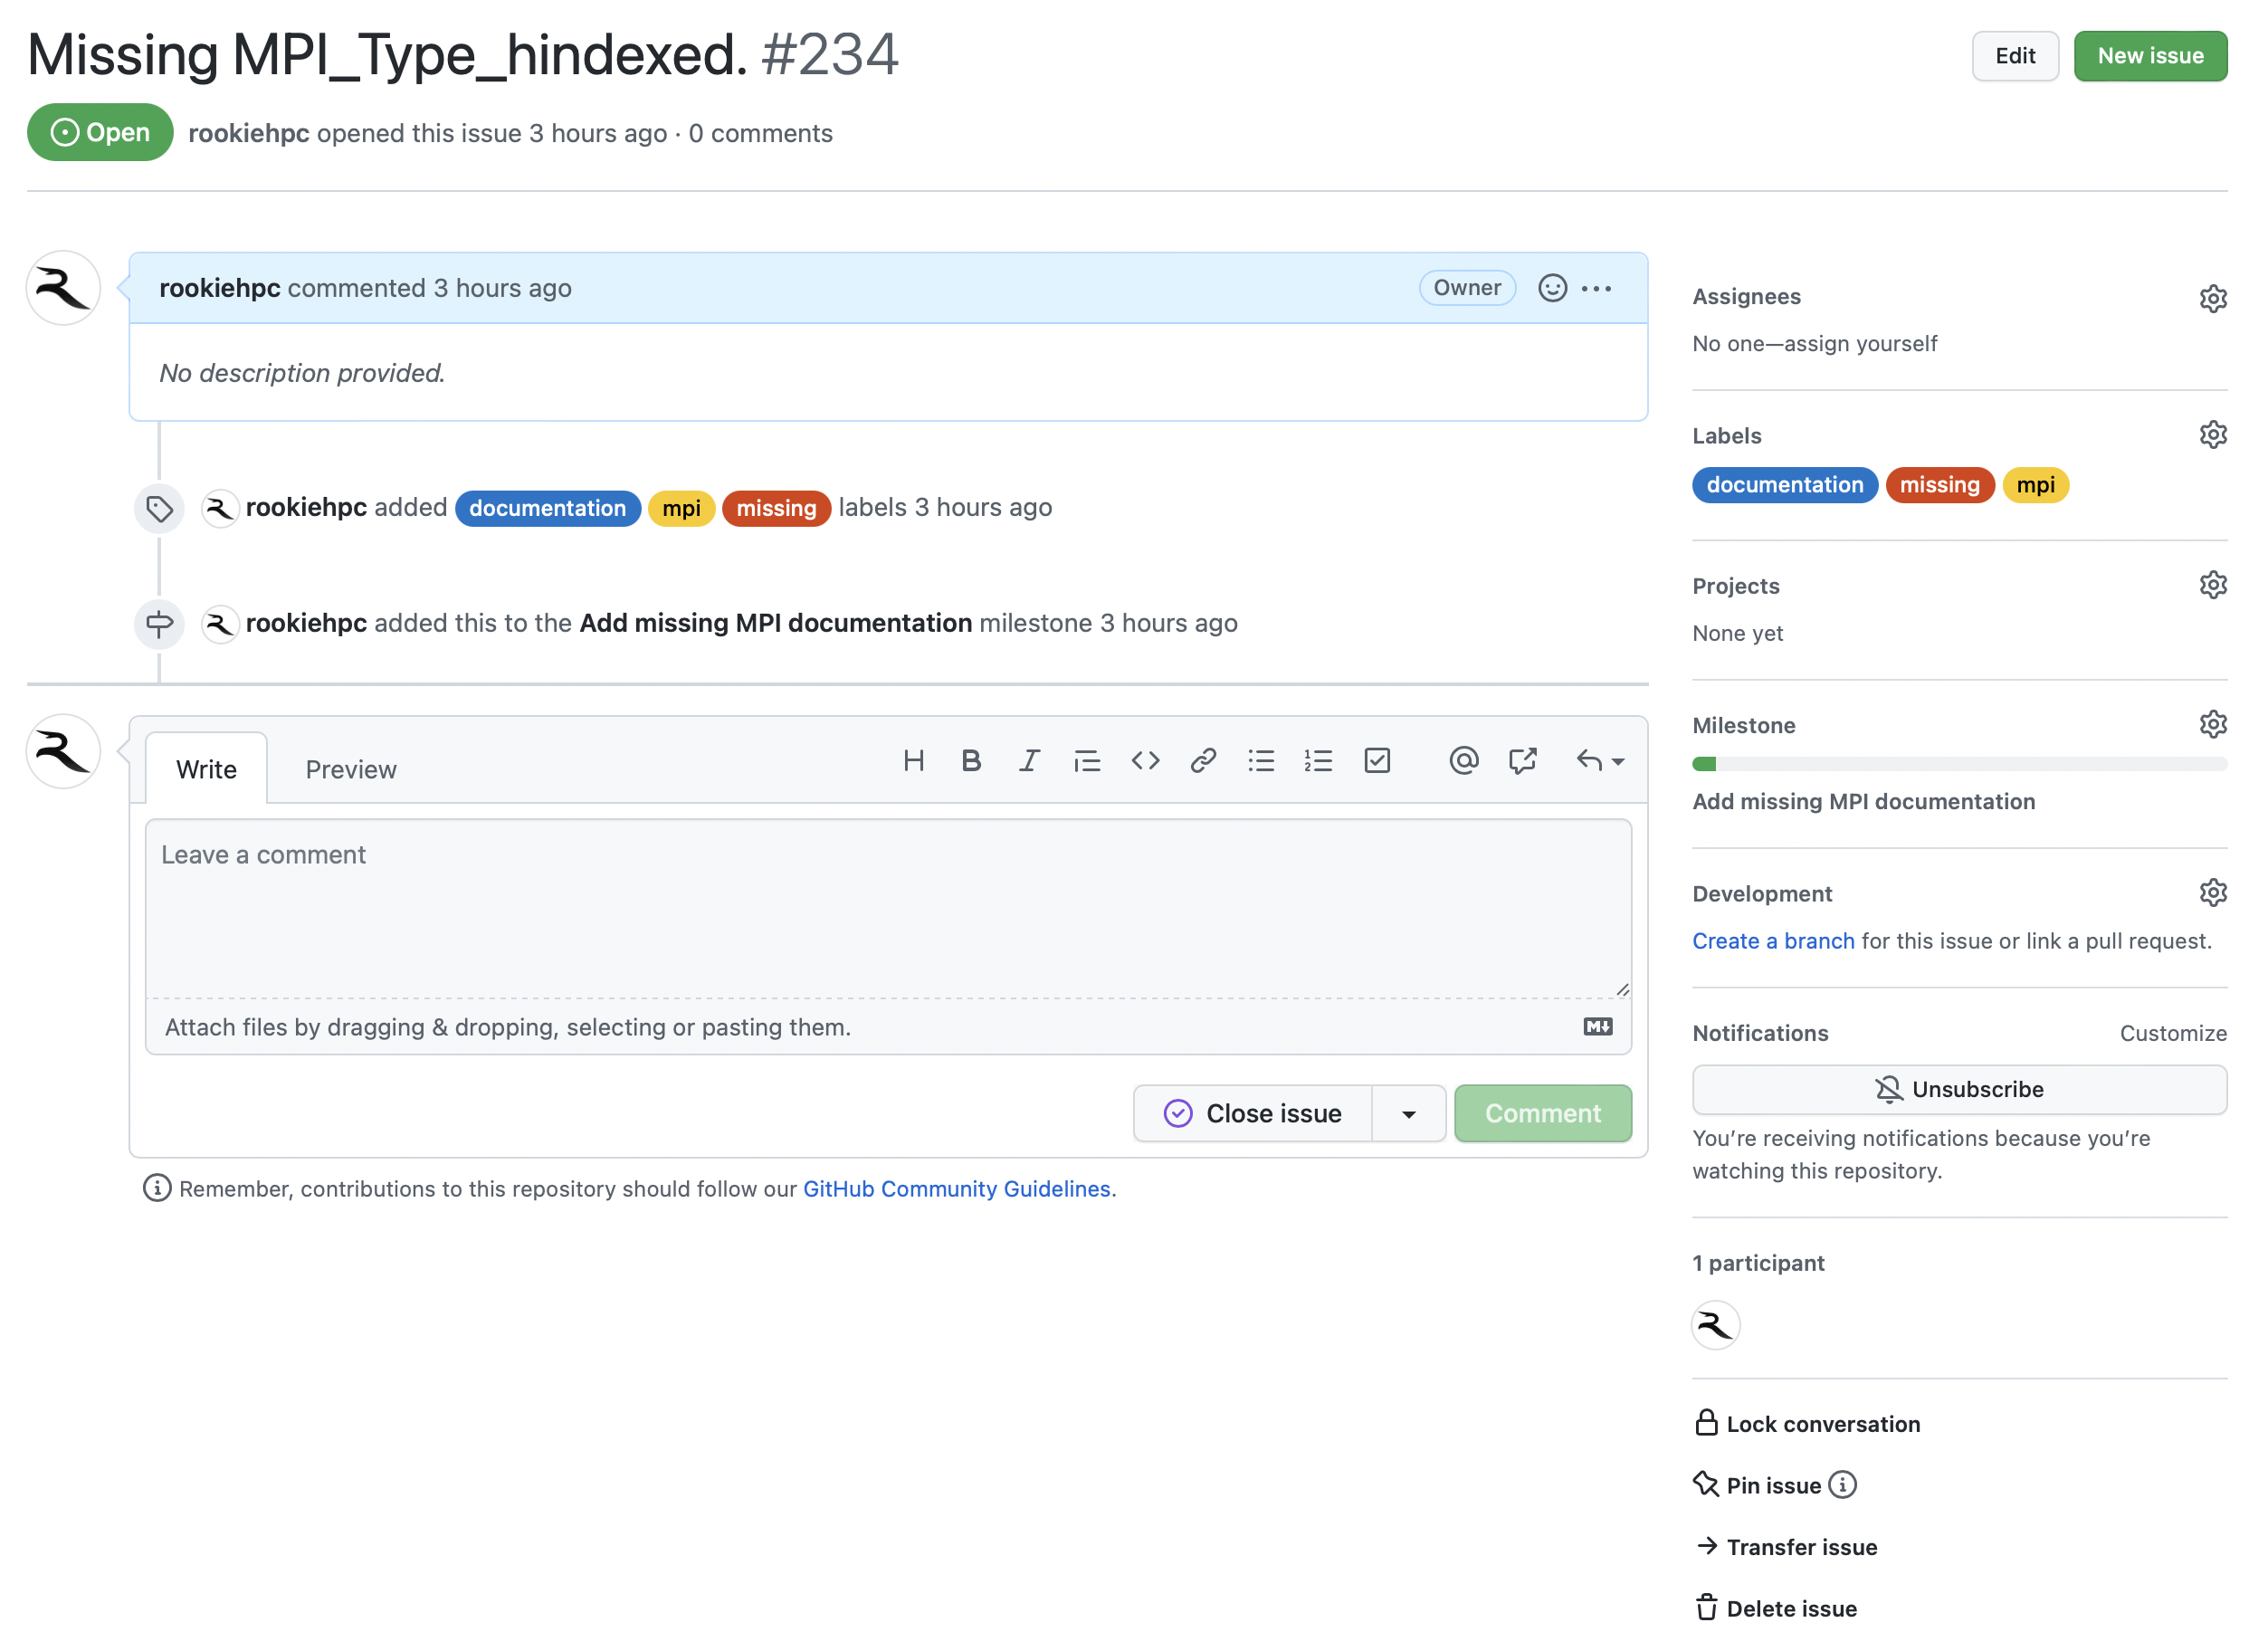 Missing MPI_Type_hindexed. #234
Edit
New issue
Open
rookiehpc opened this issue 3 hours ago · 0 comments
rookiehpc commented 3 hours ago
Owner
No description provided.
rookiehpc added documentation mpi missing labels 3 hours ago
rookiehpc added this to the Add missing MPI documentation milestone 3 hours ago
Write
Preview
Leave a comment
Attach files by dragging & dropping, selecting or pasting them.
Close issue
Comment
Remember, contributions to this repository should follow our GitHub Community Guidelines.
Assignees
No one—assign yourself
Labels
documentation missing mpi
Projects
None yet
Milestone
Add missing MPI documentation
Development
Create a branch for this issue or link a pull request.
Notifications
Customize
Unsubscribe
You’re receiving notifications because you’re
watching this repository.
1 participant
Lock conversation
Pin issue
Transfer issue
Delete issue